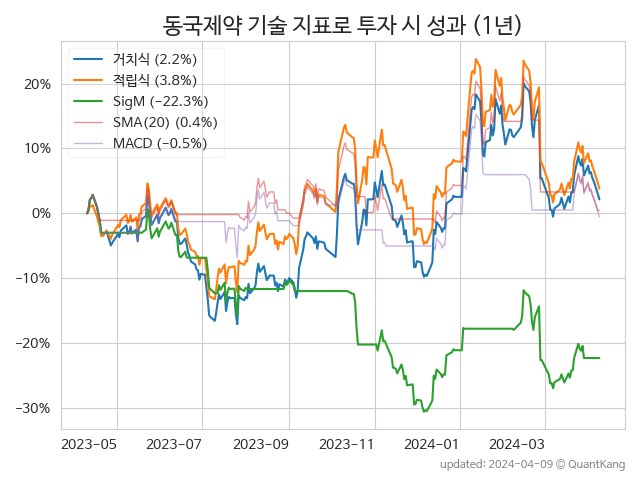 동국제약 기술 지표로 투자 시 성과 (1년)
거치식 (2.2%)
적립식 (3.8%)
SigM (−22.3%)
SMA(20) (0.4%)
MACD (−0.5%)
20%
10%
0%
−10%
−20%
−30%
2023-05 2023-07 2023-09 2023-11 2024-01 2024-03
updated: 2024-04-09 © QuantKang